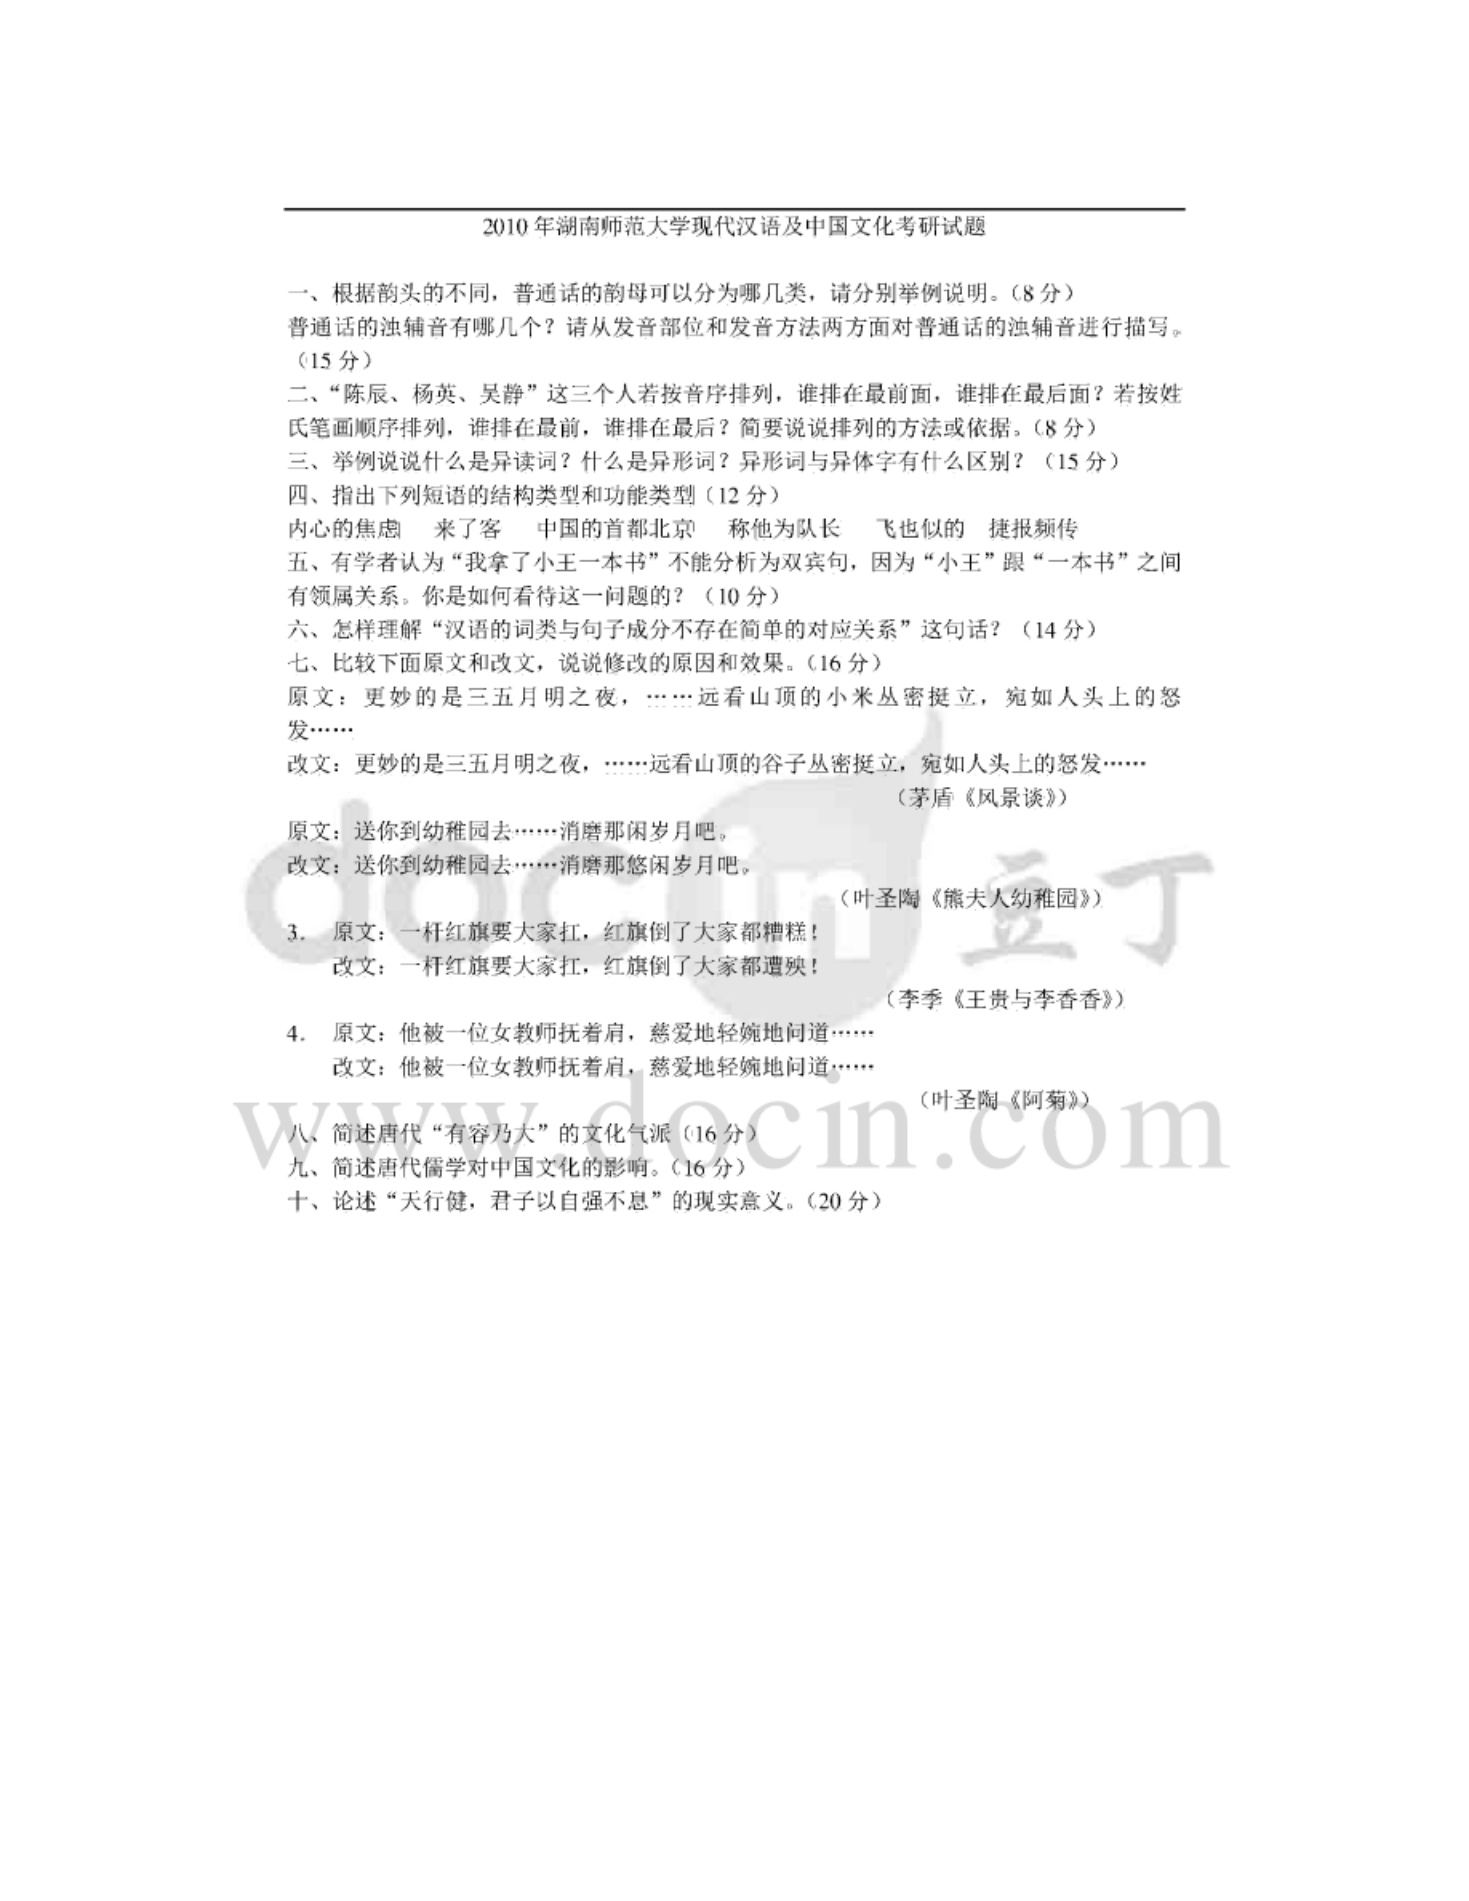 2010 年湖南师范大学现代汉语及中国文化考研试题
一、根据韵头的不同，普通话的韵母可以分为哪几类，请分别举例说明。（8 分）
普通话的浊辅音有哪几个？请从发音部位和发音方法两方面对普通话的浊辅音进行描写。
（15 分）
二、“陈辰、杨英、吴静”这三个人若按音序排列，谁排在最前面，谁排在最后面？若按姓
氏笔画顺序排列，谁排在最前，谁排在最后？简要说说排列的方法或依据。（8 分）
三、举例说说什么是异读词？什么是异形词？异形词与异体字有什么区别？（15 分）
四、指出下列短语的结构类型和功能类型（12 分）
内心的焦虑 来了客 中国的首都北京 称他为队长 飞也似的 捷报频传
五、有学者认为“我拿了小王一本书”不能分析为双宾句，因为“小王”跟“一本书”之间
有领属关系。你是如何看待这一问题的？（10 分）
六、怎样理解“汉语的词类与句子成分不存在简单的对应关系”这句话？（14 分）
七、比较下面原文和改文，说说修改的原因和效果。（16 分）
原文：更妙的是三五月明之夜，……远看山顶的小米丛密挺立，宛如人头上的怒
发……
改文：更妙的是三五月明之夜，……远看山顶的谷子丛密挺立，宛如人头上的怒发……
（茅盾《风景谈》）
原文：送你到幼稚园去……消磨那闲岁月吧。
改文：送你到幼稚园去……消磨那悠闲岁月吧。
（叶圣陶《熊夫人幼稚园》）
3. 原文：一杆红旗要大家扛，红旗倒了大家都糟糕！
改文：一杆红旗要大家扛，红旗倒了大家都遭殃！
（李季《王贵与李香香》）
4. 原文：他被一位女教师抚着肩，慈爱地轻婉地问道……
改文：他被一位女教师抚着肩，慈爱地轻婉地问道……
（叶圣陶《阿菊》）
八、简述唐代“有容乃大”的文化气派（16 分）
九、简述唐代儒学对中国文化的影响。（16 分）
十、论述“天行健，君子以自强不息”的现实意义。（20 分）
docin 豆丁
www.docin.com